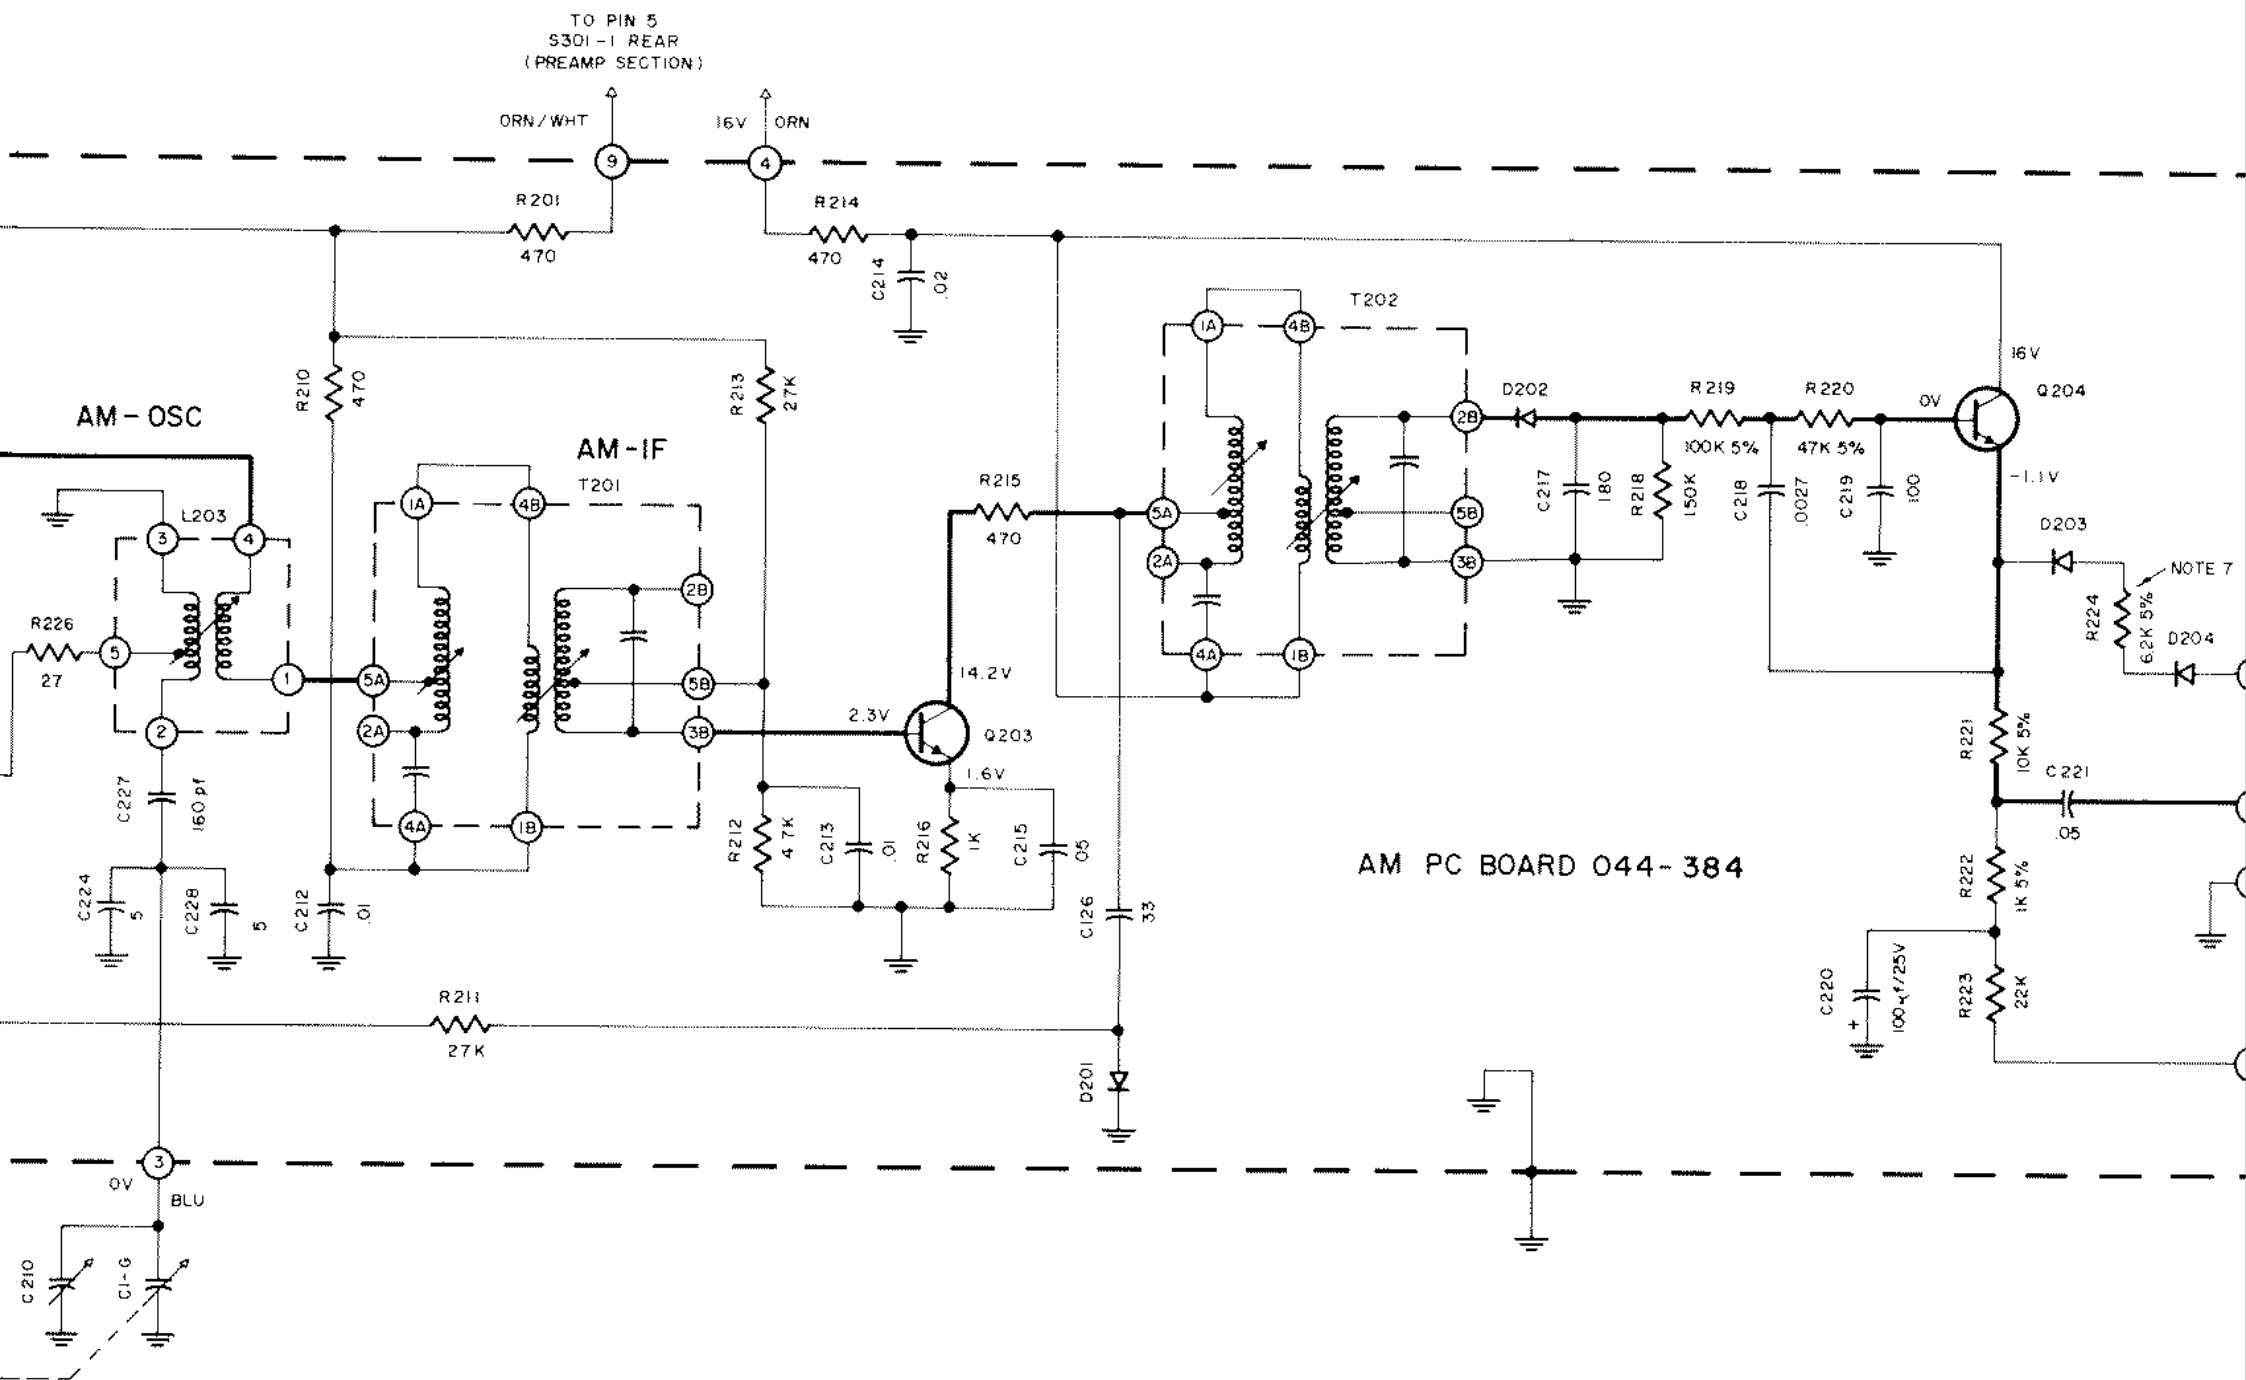 TO PIN 5
S301-1 REAR
(PREAMP SECTION)
ORN/WHT
16V
ORN
9
4
R201
470
R214
470
C214
.02
R210
470
R213
27K
AM-OSC
AM-IF
T201
1A
4B
L203
3
4
R226
27
5
1
2
5A
2A
2B
5B
3B
4A
1B
C227
160 pf
C224
5
C228
5
C212
.01
R212
4 7K
C213
.01
R216
1K
C215
.05
2.3V
14.2V
Q203
1.6V
R215
470
T202
1A
4B
5A
2A
2B
5B
3B
4A
1B
D202
R219
100K 5%
R220
47K 5%
0V
16V
Q204
-1.1V
C217
180
R218
150K
C218
.0027
C219
100
D203
NOTE 7
R224
6.2K 5%
D204
R221
10K 5%
C221
.05
R222
1K 5%
C220
+
R223
22K
C126
33
AM PC BOARD 044-384
R211
27K
D201
3
0V
BLU
C210
C1-G